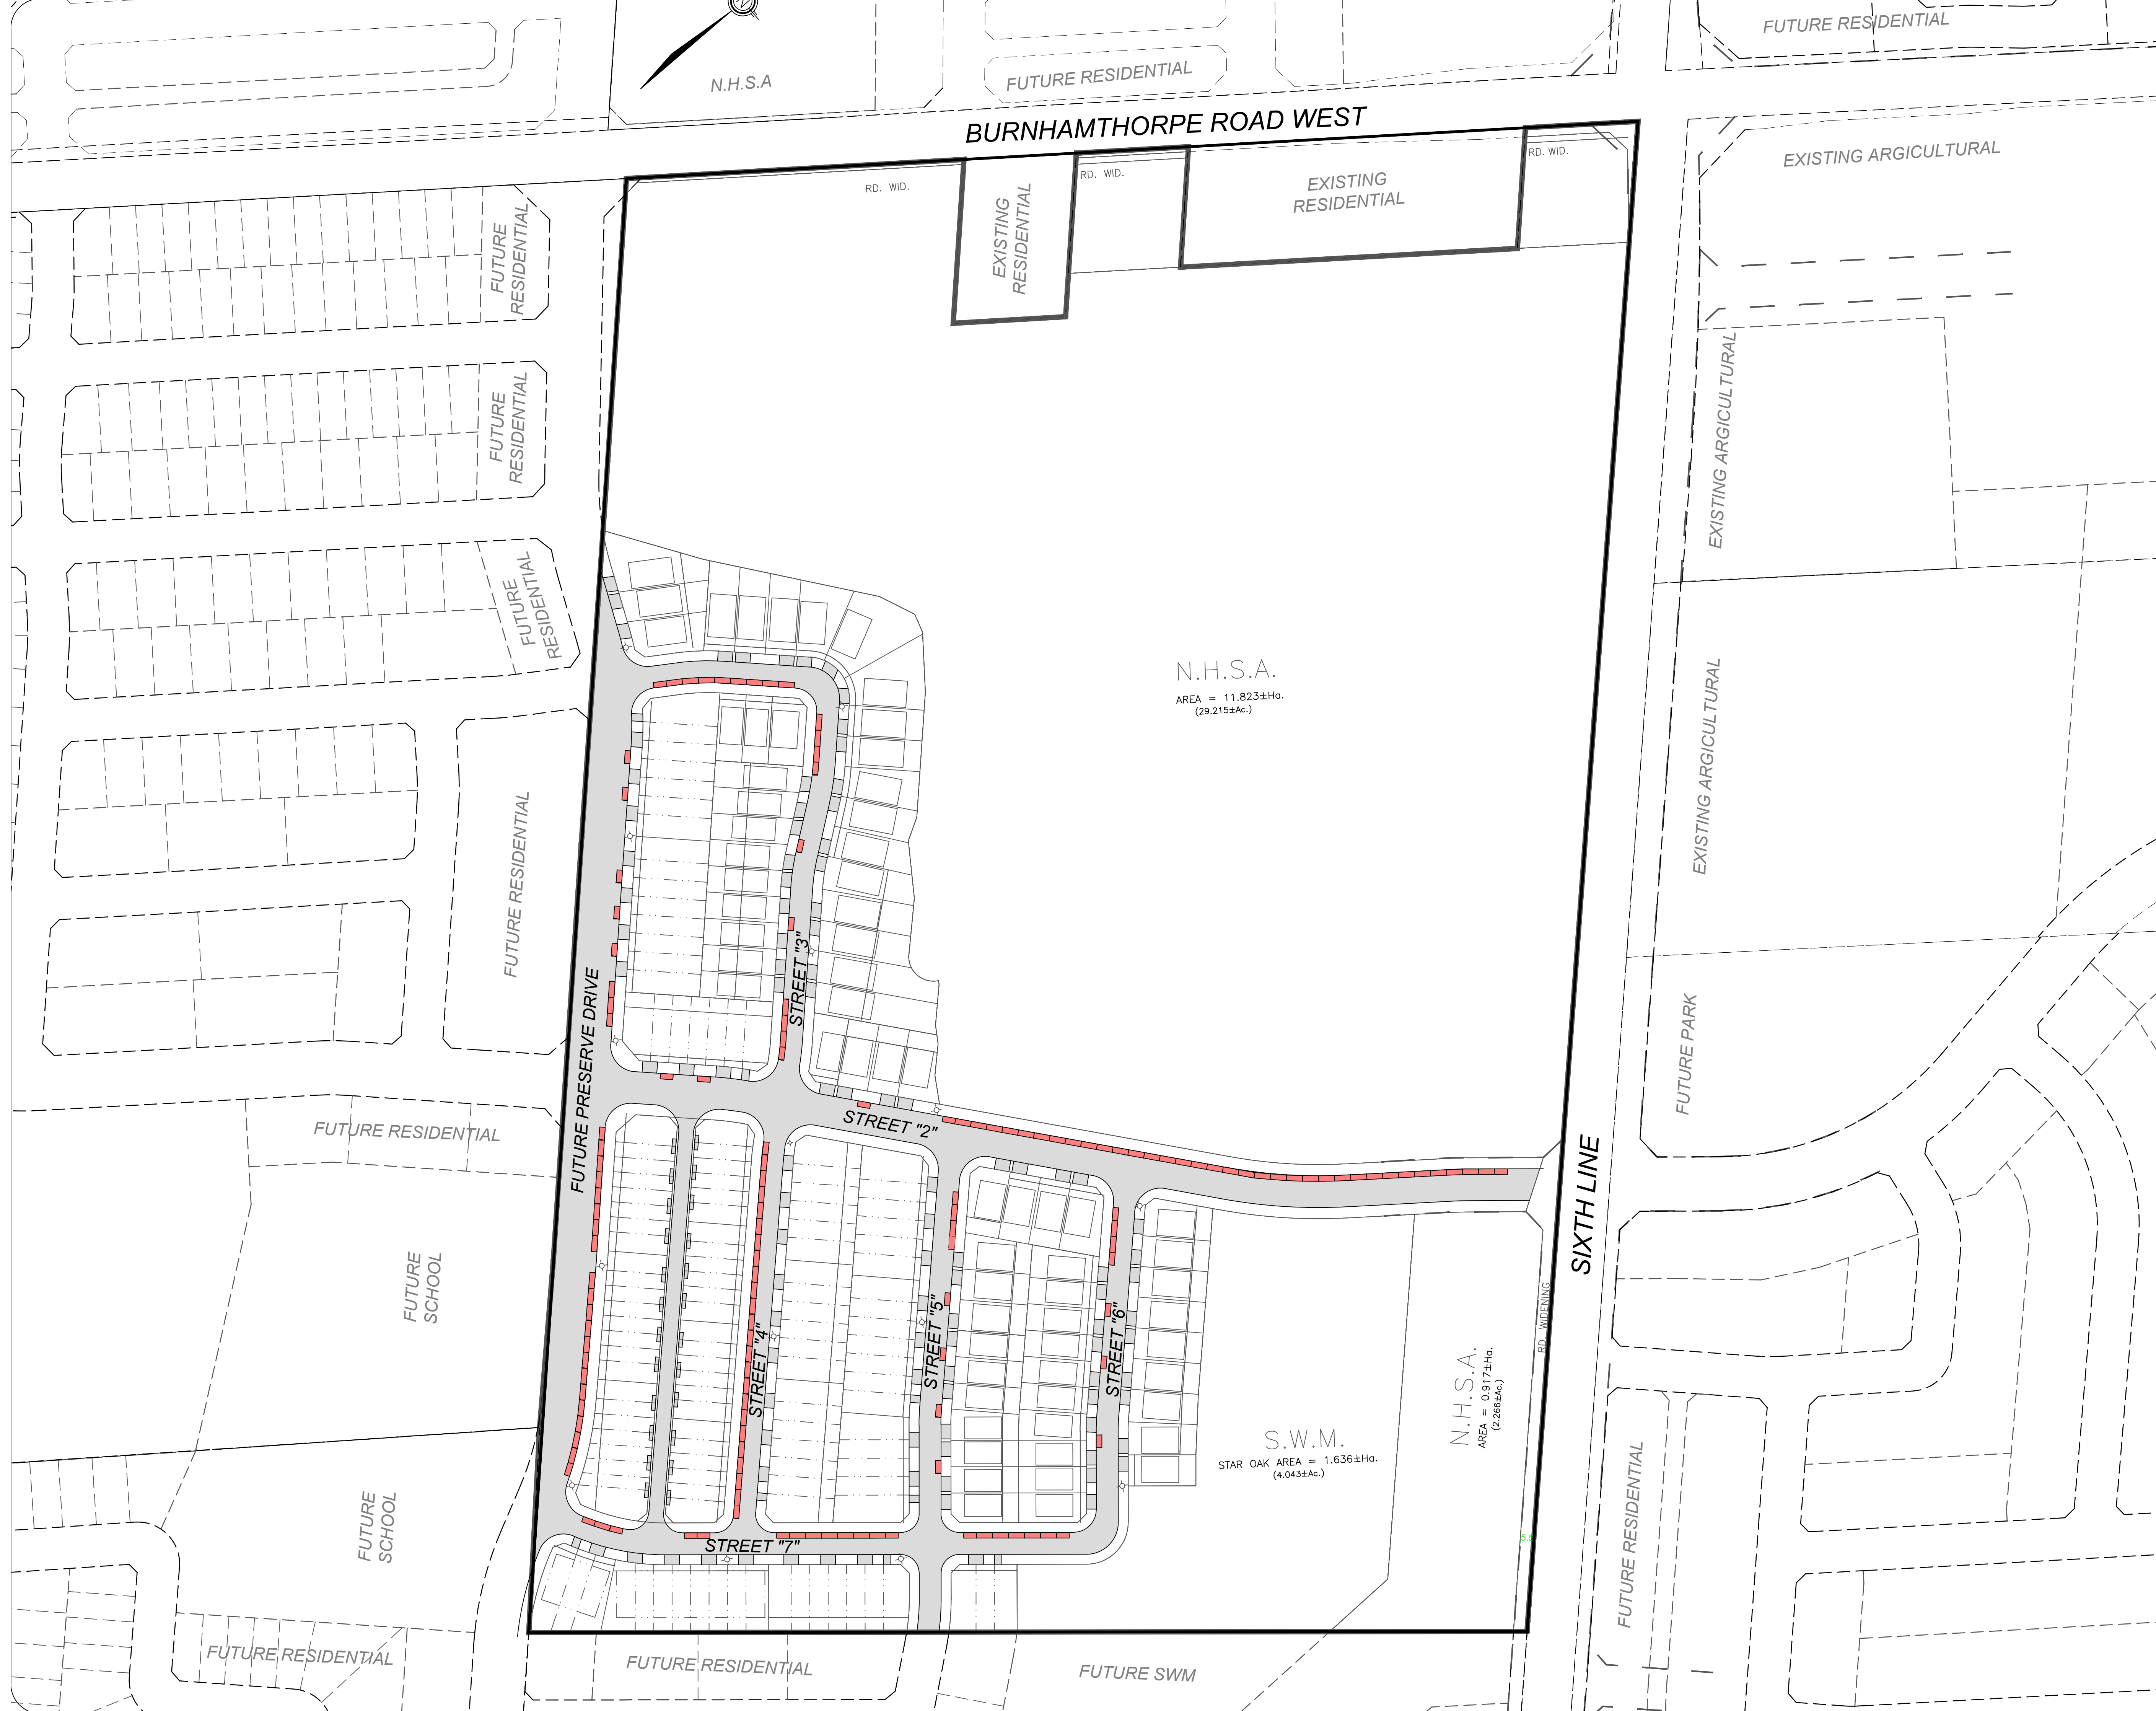 FUTURE RESIDENTIAL
N.H.S.A
FUTURE RESIDENTIAL
BURNHAMTHORPE ROAD WEST
EXISTING ARGICULTURAL
RD. WID.
RD. WID.
RD. WID.
EXISTING
RESIDENTIAL
EXISTING
RESIDENTIAL
FUTURE
RESIDENTIAL
FUTURE
RESIDENTIAL
EXISTING ARGICULTURAL
FUTURE
RESIDENTIAL
N.H.S.A.
AREA = 11.823±Ha.
(29.215±Ac.)
EXISTING ARGICULTURAL
FUTURE RESIDENTIAL
STREET "3"
FUTURE PRESERVE DRIVE
FUTURE PARK
STREET "2"
FUTURE RESIDENTIAL
SIXTH LINE
FUTURE
SCHOOL
STREET "4"
STREET "5"
STREET "6"
RD. WIDENING
N.H.S.A.
AREA = 0.917±Ha.
(2.266±Ac.)
S.W.M.
STAR OAK AREA = 1.636±Ha.
(4.043±Ac.)
FUTURE
SCHOOL
STREET "7"
FUTURE RESIDENTIAL
FUTURE RESIDENTIAL
FUTURE RESIDENTIAL
FUTURE SWM